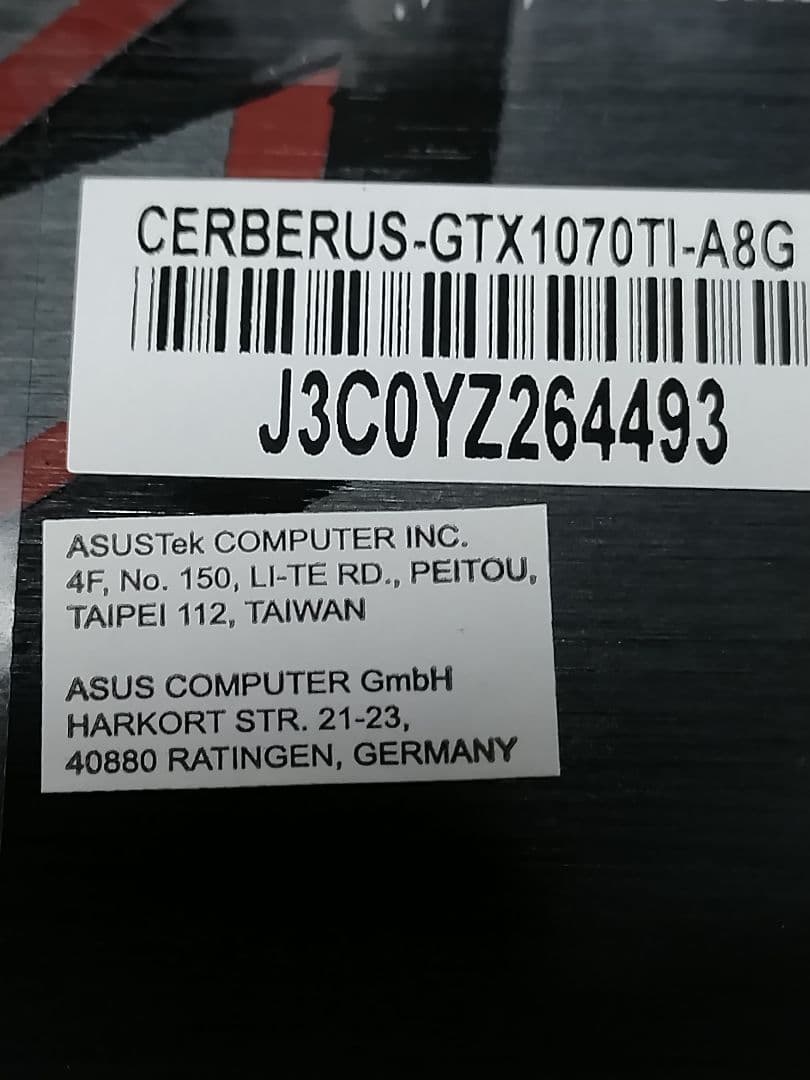 CERBERUS-GTX1070TI-A8G
J3C0YZ264493
ASUSTek COMPUTER INC.
4F, No. 150, LI-TE RD., PEITOU,
TAIPEI 112, TAIWAN
ASUS COMPUTER GmbH
HARKORT STR. 21-23,
40880 RATINGEN, GERMANY